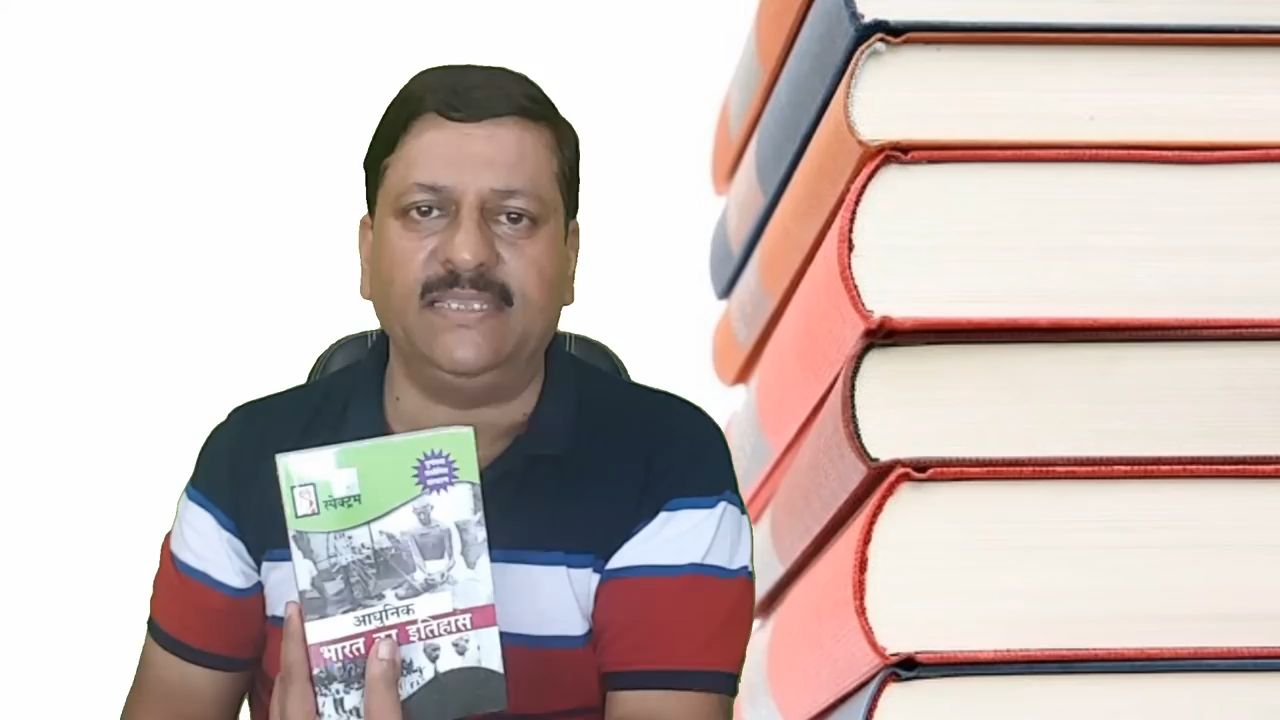 स्पेक्ट्रम
आधुनिक
भारत का इतिहास